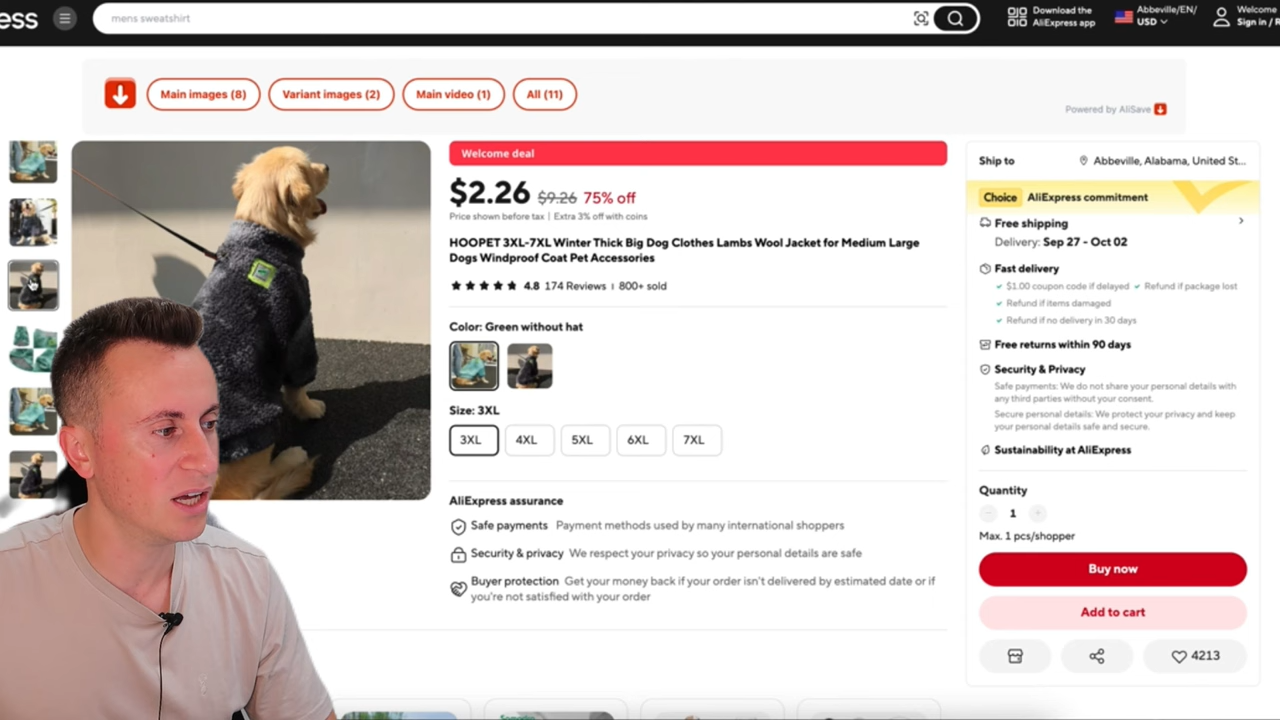 ess
mens sweatshirt
Download the
AliExpress app
Abbeville/EN/
USD
Welcome
Sign in / R
Main images (8)
Variant images (2)
Main video (1)
All (11)
Powered by AliSave
Welcome deal
$2.26 $9.26 75% off
Price shown before tax | Extra 3% off with coins
HOOPET 3XL-7XL Winter Thick Big Dog Clothes Lambs Wool Jacket for Medium Large
Dogs Windproof Coat Pet Accessories
4.8 174 Reviews | 800+ sold
Color: Green without hat
Size: 3XL
3XL 4XL 5XL 6XL 7XL
AliExpress assurance
Safe payments Payment methods used by many international shoppers
Security & privacy We respect your privacy so your personal details are safe
Buyer protection Get your money back if your order isn't delivered by estimated date or if
you're not satisfied with your order
Ship to Abbeville, Alabama, United St...
Choice AliExpress commitment
Free shipping
Delivery: Sep 27 - Oct 02
Fast delivery
$1.00 coupon code if delayed Refund if package lost
Refund if items damaged
Refund if no delivery in 30 days
Free returns within 90 days
Security & Privacy
Safe payments: We do not share your personal details with
any third parties without your consent.
Secure personal details: We protect your privacy and keep
your personal details safe and secure.
Sustainability at AliExpress
Quantity
1
Max. 1 pcs/shopper
Buy now
Add to cart
4213